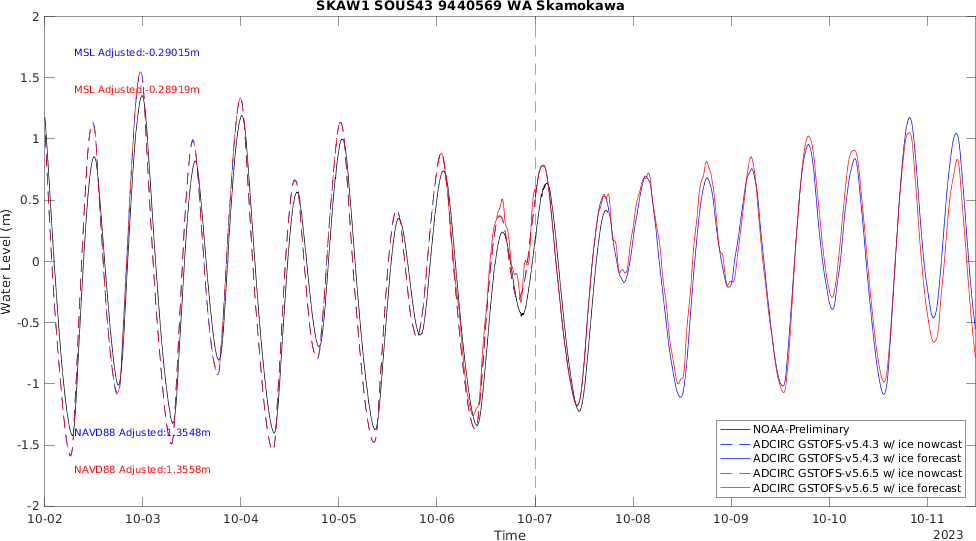 SKAW1 SOUS43 9440569 WA Skamokawa
2
1.5
1
0.5
0
-0.5
-1
-1.5
-2
Water Level (m)
MSL Adjusted:-0.29015m
MSL Adjusted:-0.28919m
NAVD88 Adjusted:1.3548m
NAVD88 Adjusted:1.3558m
NOAA-Preliminary
ADCIRC GSTOFS-v5.4.3 w/ ice nowcast
ADCIRC GSTOFS-v5.4.3 w/ ice forecast
ADCIRC GSTOFS-v5.6.5 w/ ice nowcast
ADCIRC GSTOFS-v5.6.5 w/ ice forecast
10-02 10-03 10-04 10-05 10-06 10-07 10-08 10-09 10-10 10-11
Time
2023